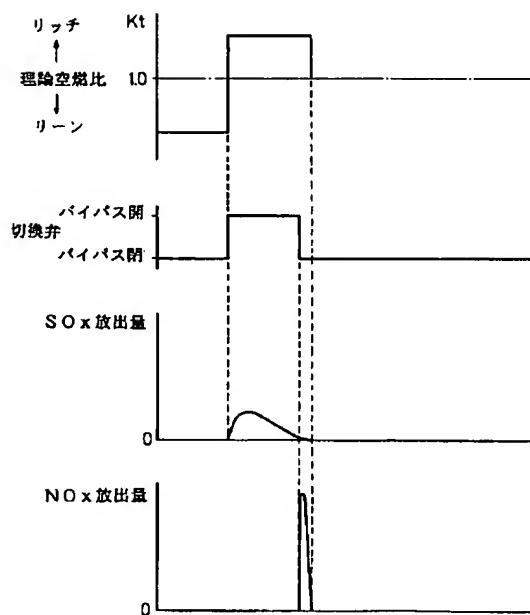 リッチ
Kt
理論空燃比
1.0
リーン
バイパス開
切換弁
バイパス閉
SOx放出量
0
NOx放出量
0